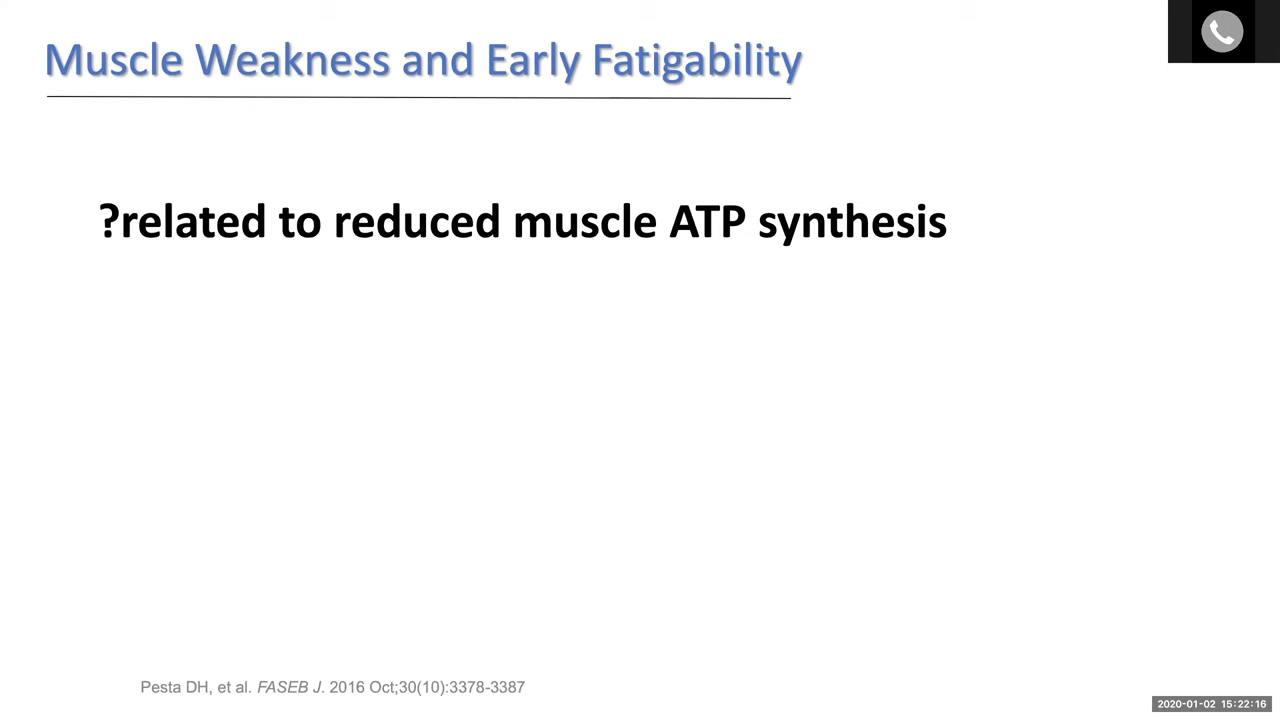 Muscle Weakness and Early Fatigability
?related to reduced muscle ATP synthesis
Pesta DH, et al. FASEB J. 2016 Oct;30(10):3378-3387
2020-01-02 15:22:16